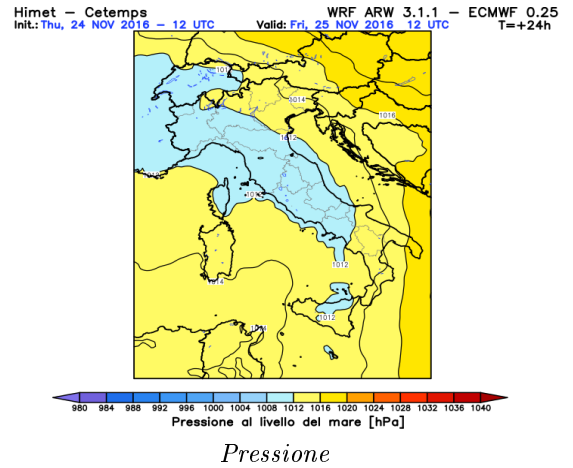 Himet – Cetemps WRF ARW 3.1.1 – ECMWF 0.25
Init.: Thu, 24 NOV 2016 – 12 UTC Valid: Fri, 25 NOV 2016 12 UTC T=+24h
1014
1016
1012
1012
1012
980 984 988 992 996 1000 1004 1008 1012 1016 1020 1024 1028 1032 1036 1040
Pressione al livello del mare [hPa]
Pressione